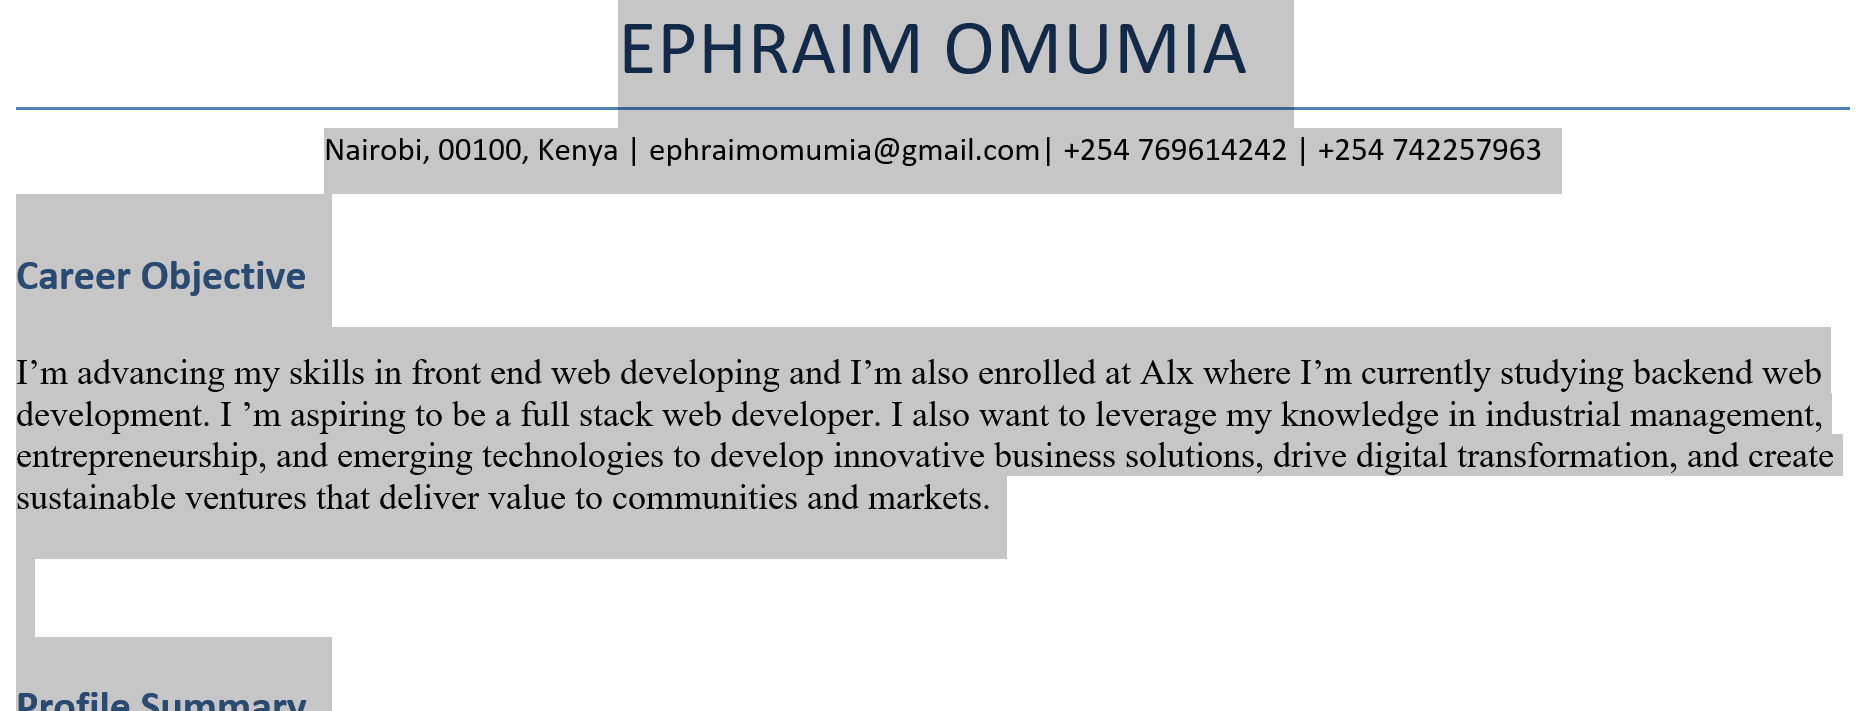 EPHRAIM OMUMIA
Nairobi, 00100, Kenya | ephraimomumia@gmail.com| +254 769614242 | +254 742257963
Career Objective
I’m advancing my skills in front end web developing and I’m also enrolled at Alx where I’m currently studying backend web
development. I ’m aspiring to be a full stack web developer. I also want to leverage my knowledge in industrial management,
entrepreneurship, and emerging technologies to develop innovative business solutions, drive digital transformation, and create
sustainable ventures that deliver value to communities and markets.
Profile Summary